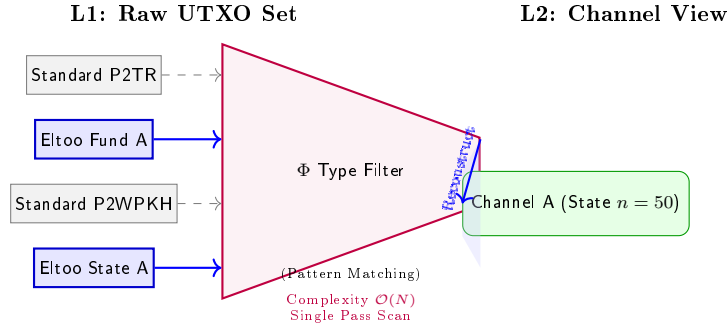 L1: Raw UTXO Set
L2: Channel View
Standard P2TR
Eltoo Fund A
Standard P2WPKH
Eltoo State A
Φ Type Filter
Reconstruct
Channel A (State n = 50)
(Pattern Matching)
Complexity O(N)
Single Pass Scan